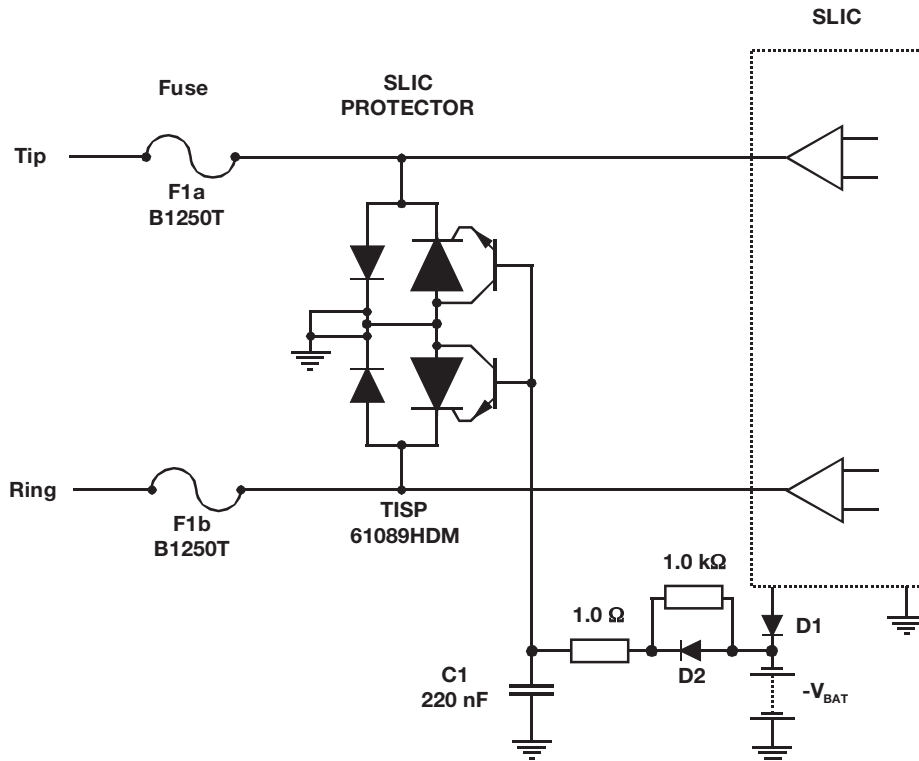 SLIC
Fuse
SLIC
PROTECTOR
Tip
F1a
B1250T
Ring
F1b
B1250T
TISP
61089HDM
1.0 kΩ
1.0 Ω
D1
D2
C1
220 nF
-VBAT